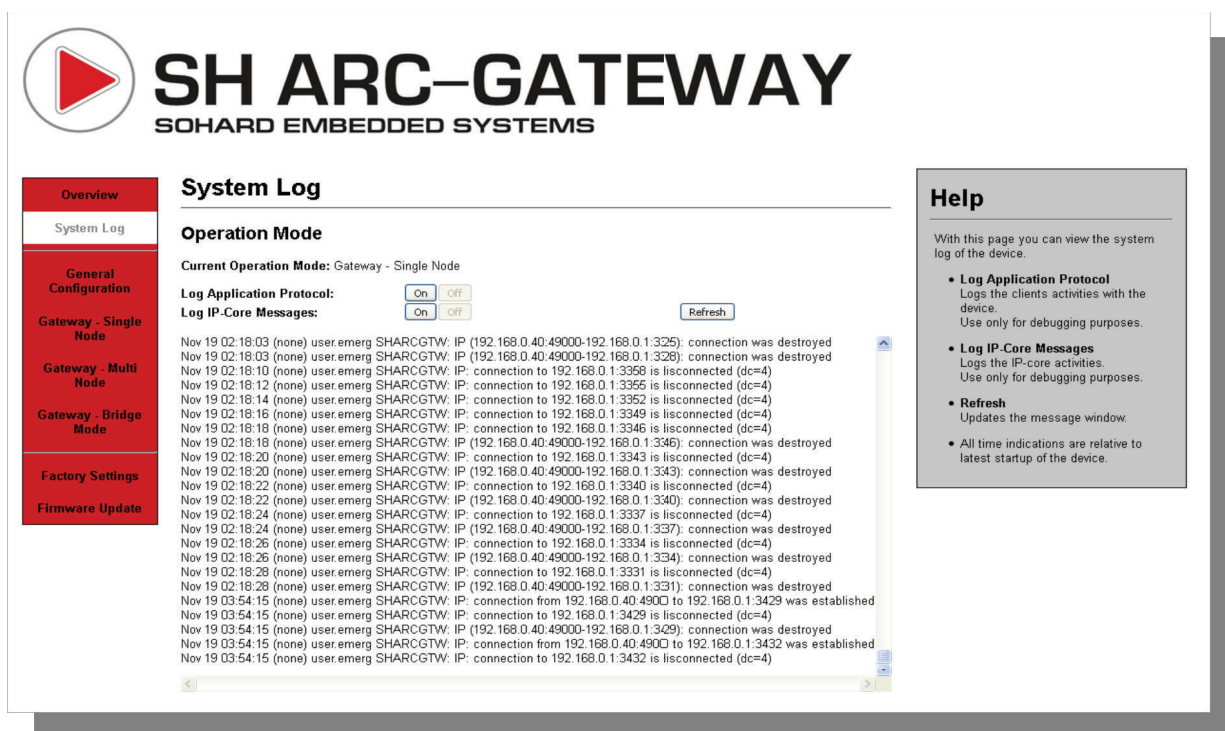 SH ARC–GATEWAY
SOHARD EMBEDDED SYSTEMS
Overview
System Log
General
Configuration
Gateway - Single
Node
Gateway - Multi
Node
Gateway - Bridge
Mode
Factory Settings
Firmware Update
System Log
Operation Mode
Current Operation Mode: Gateway - Single Node
Log Application Protocol: On Off
Log IP-Core Messages: On Off Refresh
Nov 19 02:18:03 (none) user.emerg SHARCGTW: IP (192.168.0.40:49000-192.168.0.1:3325): connection was destroyed
Nov 19 02:18:03 (none) user.emerg SHARCGTW: IP (192.168.0.40:49000-192.168.0.1:3328): connection was destroyed
Nov 19 02:18:10 (none) user.emerg SHARCGTW: IP: connection to 192.168.0.1:3358 is lisconnected (dc=4)
Nov 19 02:18:12 (none) user.emerg SHARCGTW: IP: connection to 192.168.0.1:3355 is lisconnected (dc=4)
Nov 19 02:18:14 (none) user.emerg SHARCGTW: IP: connection to 192.168.0.1:3352 is lisconnected (dc=4)
Nov 19 02:18:16 (none) user.emerg SHARCGTW: IP: connection to 192.168.0.1:3349 is lisconnected (dc=4)
Nov 19 02:18:18 (none) user.emerg SHARCGTW: IP: connection to 192.168.0.1:3346 is lisconnected (dc=4)
Nov 19 02:18:18 (none) user.emerg SHARCGTW: IP (192.168.0.40:49000-192.168.0.1:3346): connection was destroyed
Nov 19 02:18:20 (none) user.emerg SHARCGTW: IP: connection to 192.168.0.1:3343 is lisconnected (dc=4)
Nov 19 02:18:20 (none) user.emerg SHARCGTW: IP (192.168.0.40:49000-192.168.0.1:3343): connection was destroyed
Nov 19 02:18:22 (none) user.emerg SHARCGTW: IP: connection to 192.168.0.1:3340 is lisconnected (dc=4)
Nov 19 02:18:22 (none) user.emerg SHARCGTW: IP (192.168.0.40:49000-192.168.0.1:3340): connection was destroyed
Nov 19 02:18:24 (none) user.emerg SHARCGTW: IP: connection to 192.168.0.1:3337 is lisconnected (dc=4)
Nov 19 02:18:24 (none) user.emerg SHARCGTW: IP (192.168.0.40:49000-192.168.0.1:3337): connection was destroyed
Nov 19 02:18:26 (none) user.emerg SHARCGTW: IP: connection to 192.168.0.1:3334 is lisconnected (dc=4)
Nov 19 02:18:26 (none) user.emerg SHARCGTW: IP (192.168.0.40:49000-192.168.0.1:3334): connection was destroyed
Nov 19 02:18:28 (none) user.emerg SHARCGTW: IP: connection to 192.168.0.1:3331 is lisconnected (dc=4)
Nov 19 02:18:28 (none) user.emerg SHARCGTW: IP (192.168.0.40:49000-192.168.0.1:3331): connection was destroyed
Nov 19 03:54:15 (none) user.emerg SHARCGTW: IP: connection from 192.168.0.40:490□ to 192.168.0.1:3429 was established
Nov 19 03:54:15 (none) user.emerg SHARCGTW: IP: connection to 192.168.0.1:3429 is lisconnected (dc=4)
Nov 19 03:54:15 (none) user.emerg SHARCGTW: IP (192.168.0.40:49000-192.168.0.1:3429): connection was destroyed
Nov 19 03:54:15 (none) user.emerg SHARCGTW: IP: connection from 192.168.0.40:490□ to 192.168.0.1:3432 was established
Nov 19 03:54:15 (none) user.emerg SHARCGTW: IP: connection to 192.168.0.1:3432 is lisconnected (dc=4)
Help
With this page you can view the system
log of the device.
• Log Application Protocol
Logs the clients activities with the
device.
Use only for debugging purposes.
• Log IP-Core Messages
Logs the IP-core activities.
Use only for debugging purposes.
• Refresh
Updates the message window.
• All time indications are relative to
latest startup of the device.